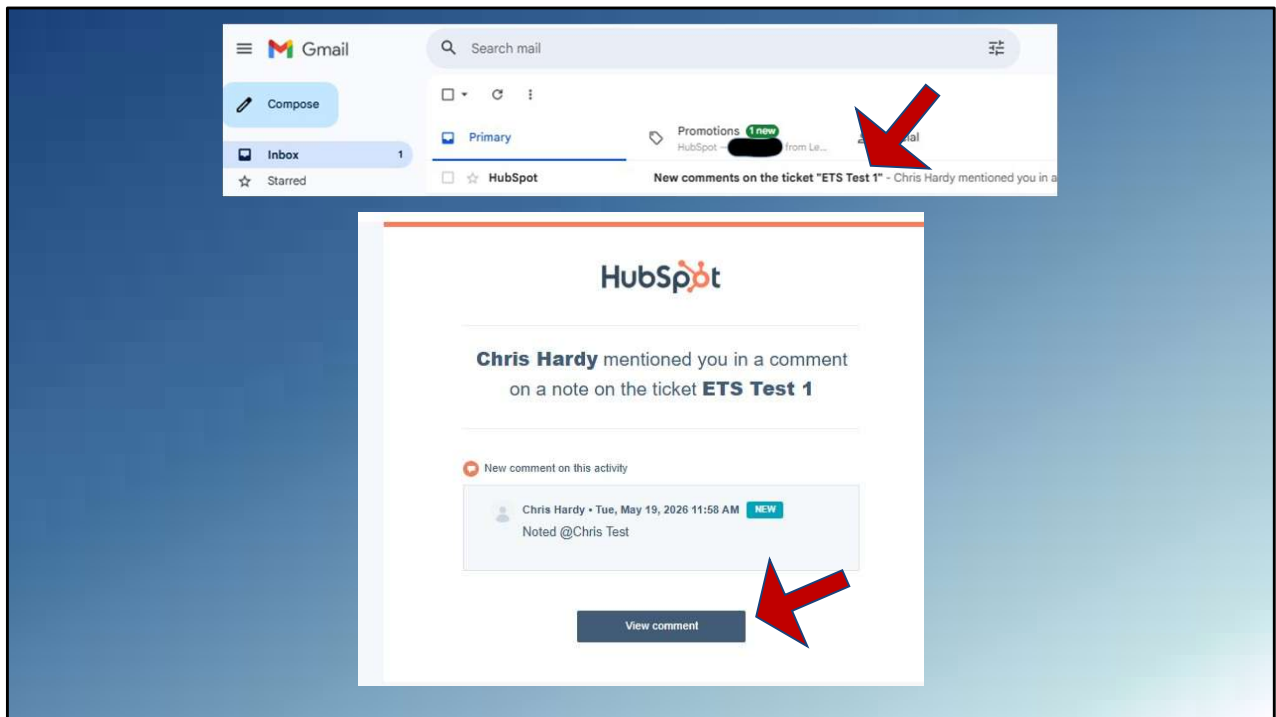 Gmail
Search mail
Compose
Primary
Promotions 1 new
HubSpot – from Le...
Inbox 1
Starred
HubSpot New comments on the ticket "ETS Test 1" - Chris Hardy mentioned you in a
HubSpot
Chris Hardy mentioned you in a comment
on a note on the ticket ETS Test 1
New comment on this activity
Chris Hardy • Tue, May 19, 2026 11:58 AM NEW
Noted @Chris Test
View comment